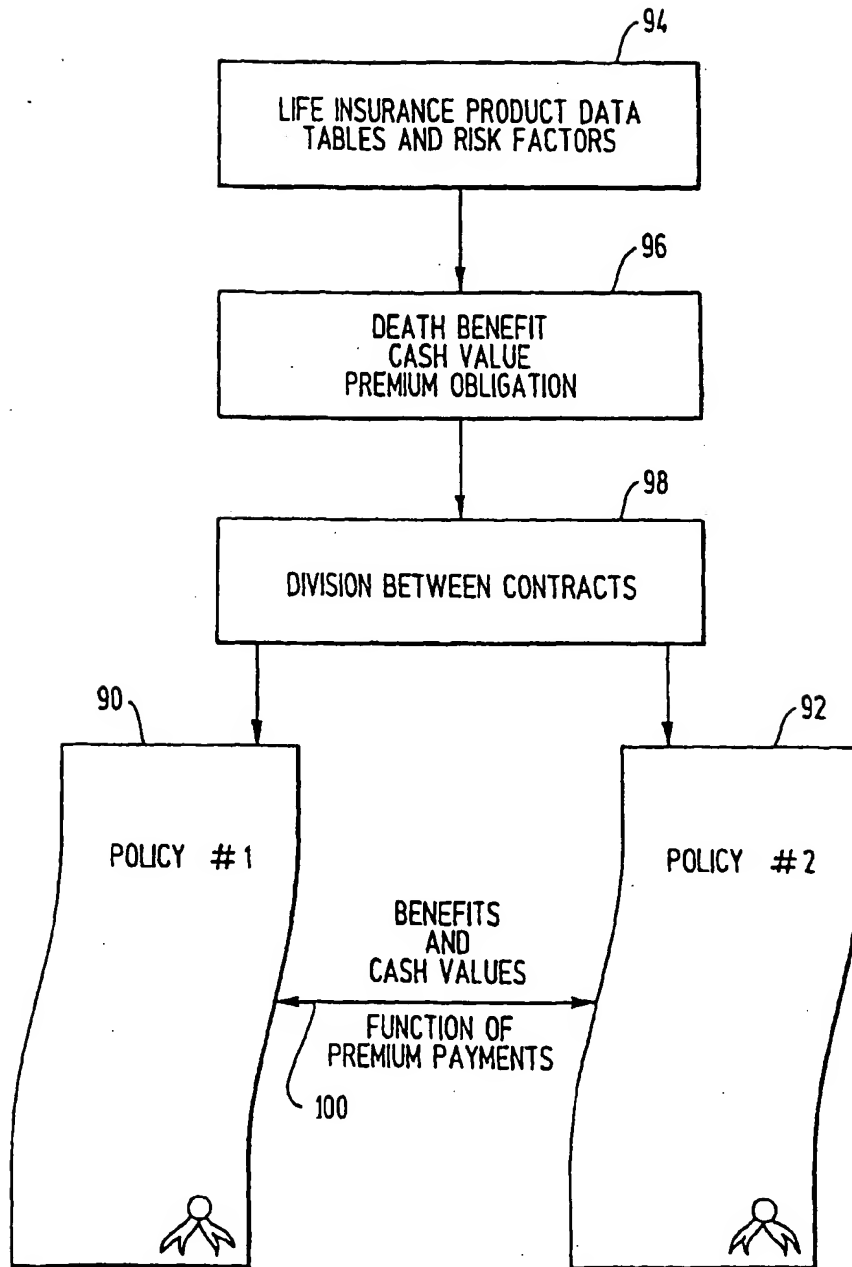 94
LIFE INSURANCE PRODUCT DATA
TABLES AND RISK FACTORS
96
DEATH BENEFIT
CASH VALUE
PREMIUM OBLIGATION
98
DIVISION BETWEEN CONTRACTS
90
92
POLICY #1
POLICY #2
BENEFITS
AND
CASH VALUES
FUNCTION OF
PREMIUM PAYMENTS
100